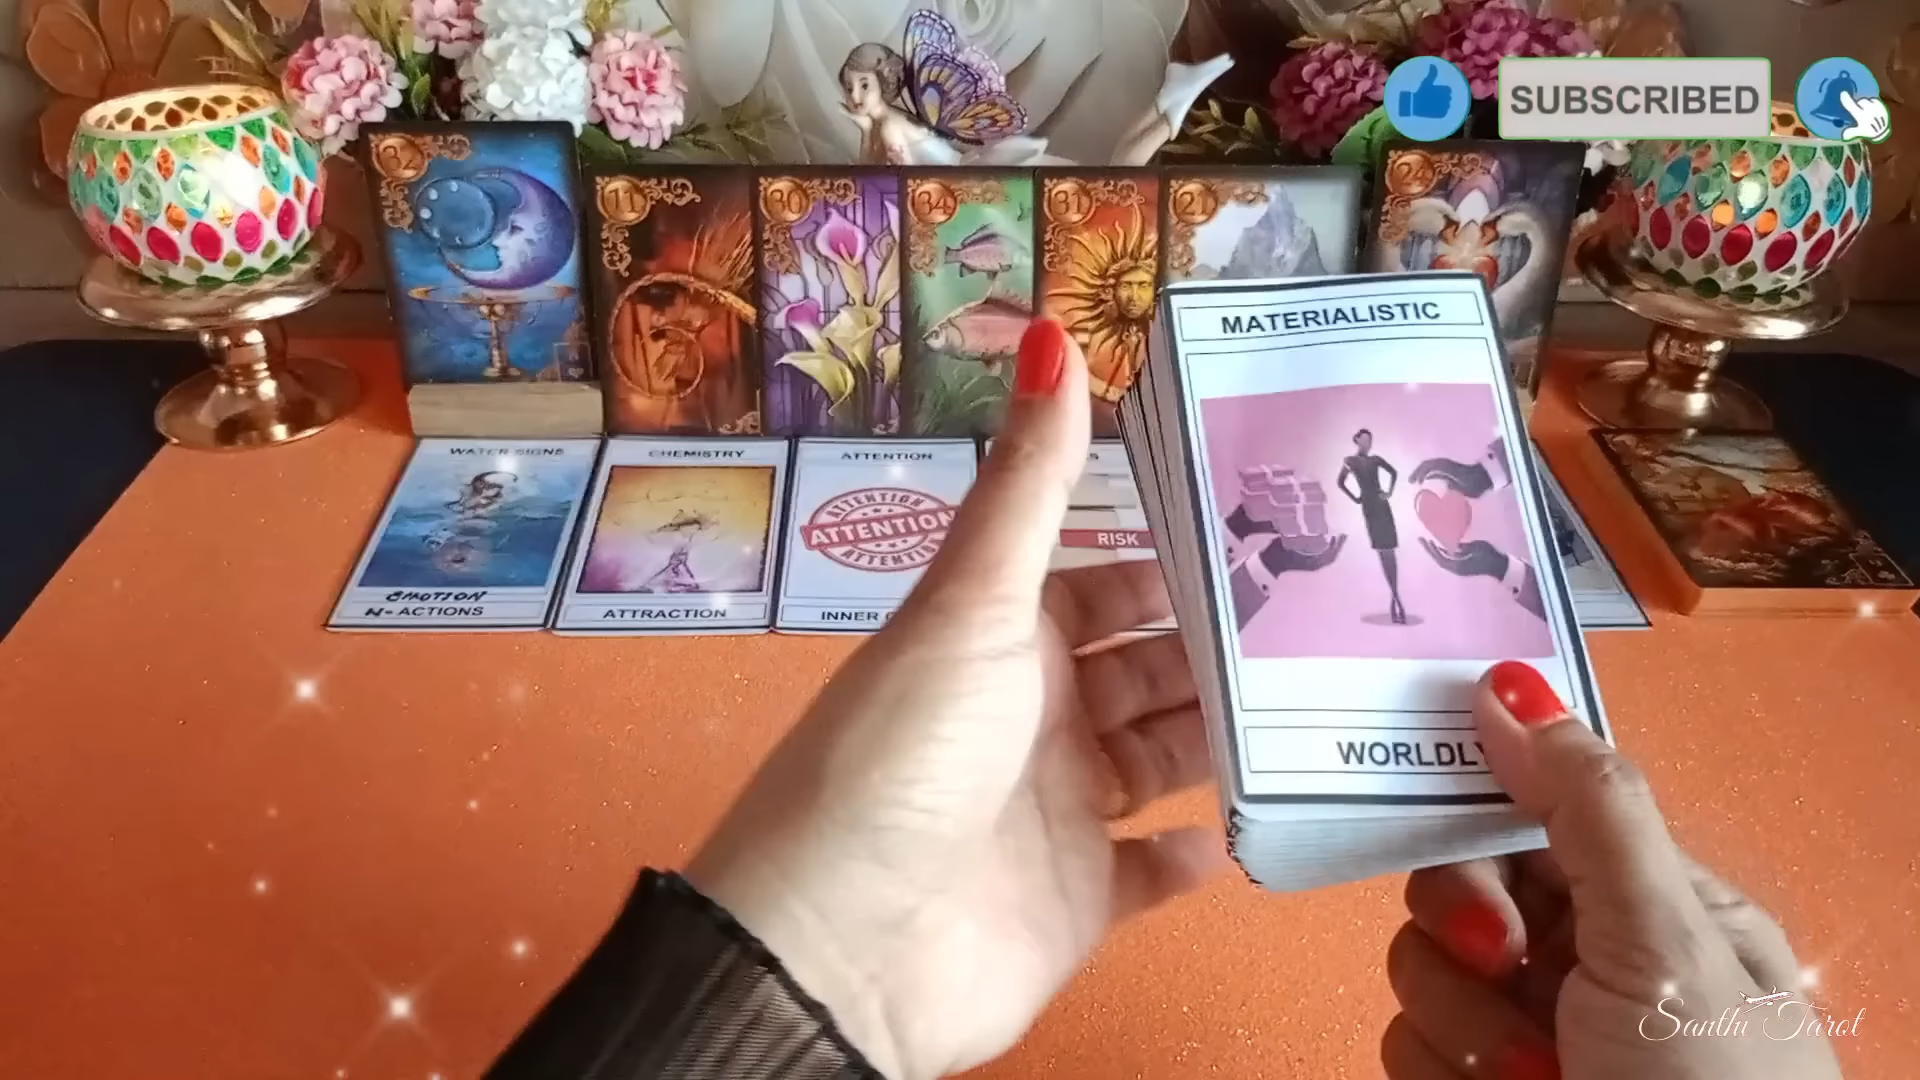 SUBSCRIBED
32
11
30
34
31
21
24
MATERIALISTIC
WORLDLY
WATER SIGNS
EMOTION
N- ACTIONS
CHEMISTRY
ATTRACTION
ATTENTION
ATTENTION
ATTENTION
INNER
RISK
Santhi Tarot